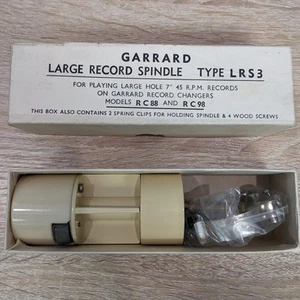 GARRARD
LARGE RECORD SPINDLE TYPE LRS3
FOR PLAYING LARGE HOLE 7" 45 R.P.M. RECORDS
ON GARRARD RECORD CHANGERS
MODELS RC88 AND RC98
THIS BOX ALSO CONTAINS 2 SPRING CLIPS FOR HOLDING SPINDLE & 4 WOOD SCREWS